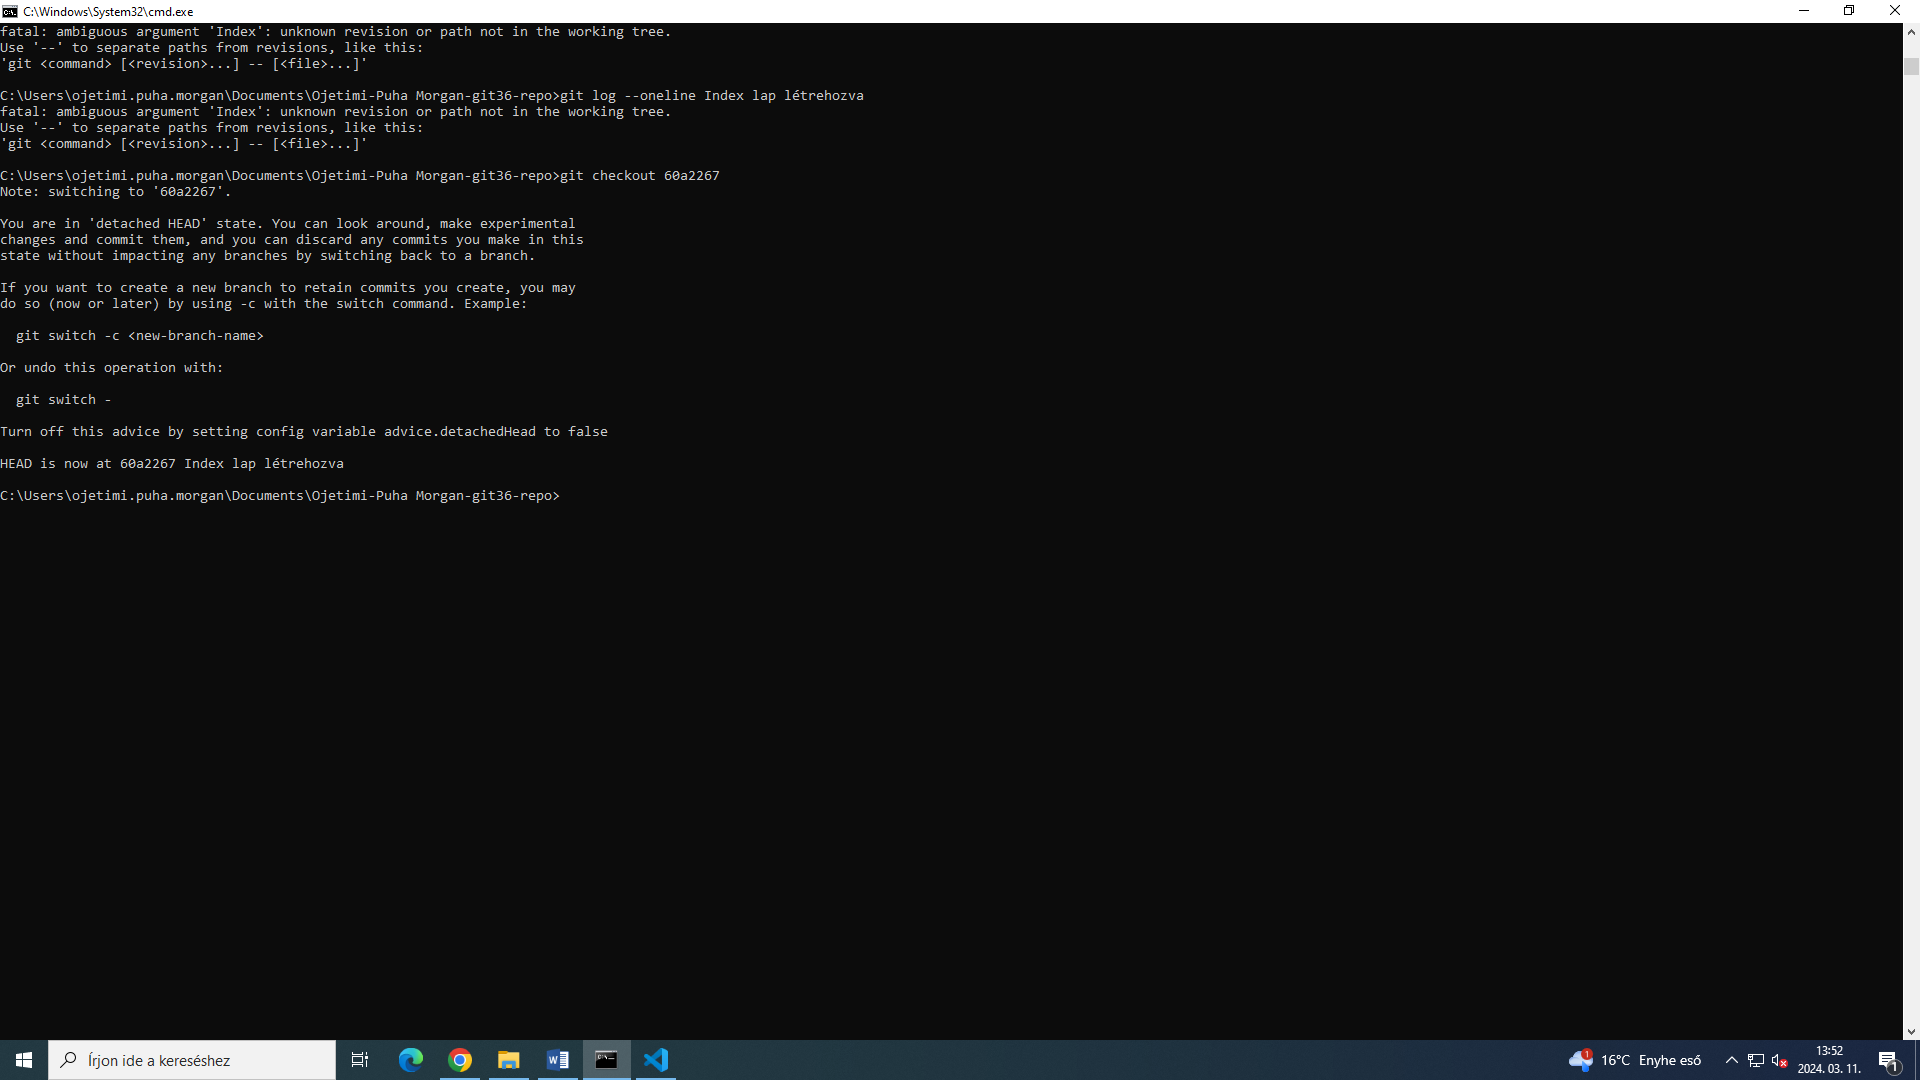 C:\Windows\System32\cmd.exe
fatal: ambiguous argument 'Index': unknown revision or path not in the working tree.
Use '--' to separate paths from revisions, like this:
'git <command> [<revision>...] -- [<file>...]'
C:\Users\ojetimi.puha.morgan\Documents\Ojetimi-Puha Morgan-git36-repo>git log --oneline Index lap létrehozva
fatal: ambiguous argument 'Index': unknown revision or path not in the working tree.
Use '--' to separate paths from revisions, like this:
'git <command> [<revision>...] -- [<file>...]'
C:\Users\ojetimi.puha.morgan\Documents\Ojetimi-Puha Morgan-git36-repo>git checkout 60a2267
Note: switching to '60a2267'.
You are in 'detached HEAD' state. You can look around, make experimental
changes and commit them, and you can discard any commits you make in this
state without impacting any branches by switching back to a branch.
If you want to create a new branch to retain commits you create, you may
do so (now or later) by using -c with the switch command. Example:
git switch -c <new-branch-name>
Or undo this operation with:
git switch -
Turn off this advice by setting config variable advice.detachedHead to false
HEAD is now at 60a2267 Index lap létrehozva
C:\Users\ojetimi.puha.morgan\Documents\Ojetimi-Puha Morgan-git36-repo>
Írjon ide a kereséshez
1
16°C Enyhe eső
13:52
2024. 03. 11.
1